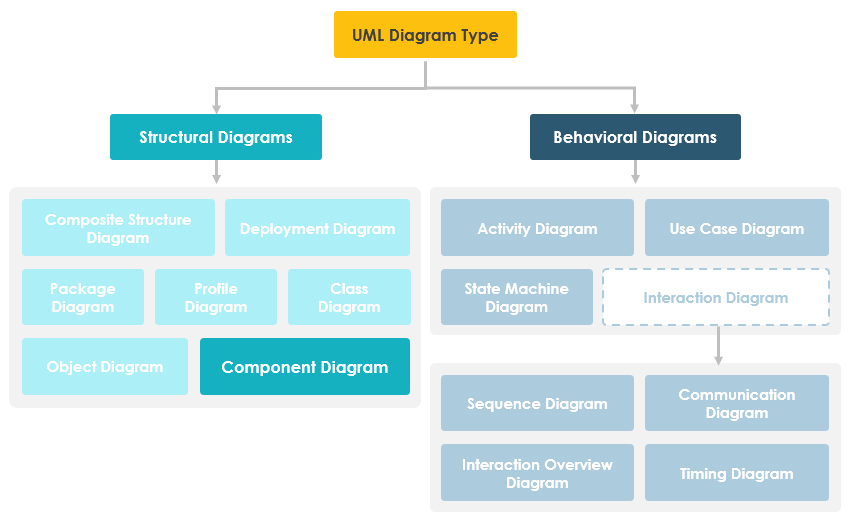 UML Diagram Type
Structural Diagrams
Behavioral Diagrams
Composite Structure
Diagram
Deployment Diagram
Package
Diagram
Profile
Diagram
Class
Diagram
Object Diagram
Component Diagram
Activity Diagram
Use Case Diagram
State Machine
Diagram
Interaction Diagram
Sequence Diagram
Communication
Diagram
Interaction Overview
Diagram
Timing Diagram